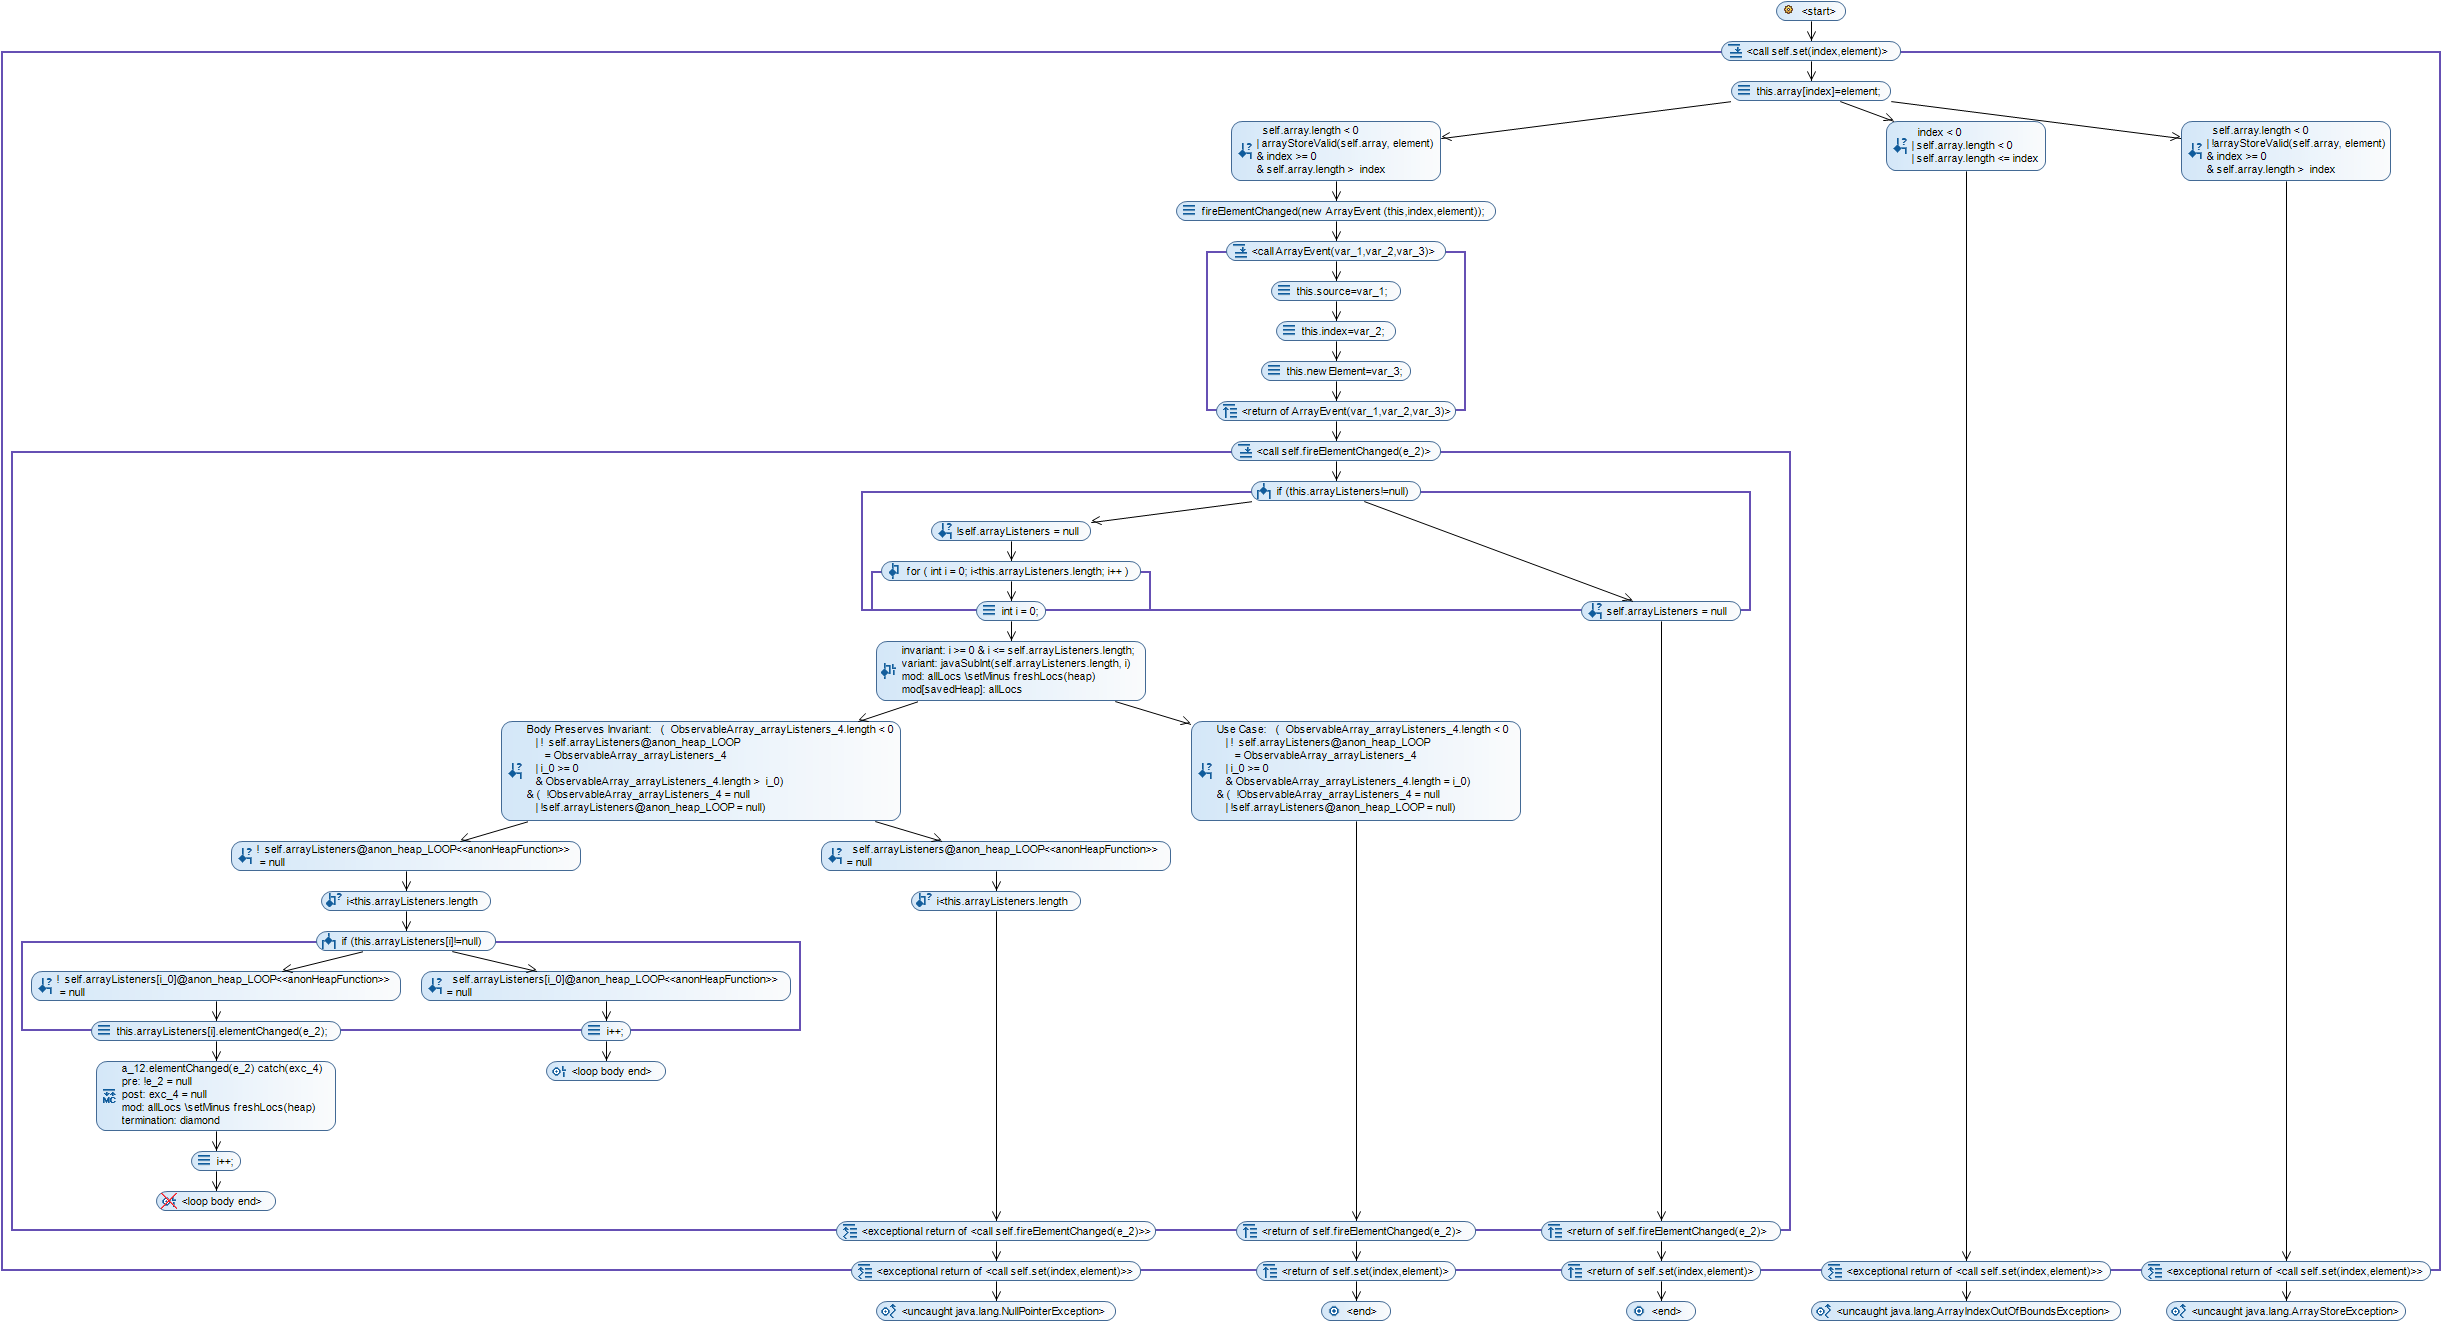 <start>
<call self.set(index,element)>
this.array[index]=element;
self.array.length < 0
| arrayStoreValid(self.array, element)
& index >= 0
& self.array.length > index
index < 0
| self.array.length < 0
| self.array.length <= index
self.array.length < 0
| !arrayStoreValid(self.array, element)
& index >= 0
& self.array.length > index
fireElementChanged(new ArrayEvent (this,index,element));
<call ArrayEvent(var_1,var_2,var_3)>
this.source=var_1;
this.index=var_2;
this.newElement=var_3;
<return of ArrayEvent(var_1,var_2,var_3)>
<call self.fireElementChanged(e_2)>
if (this.arrayListeners!=null)
!self.arrayListeners = null
for ( int i = 0; i<this.arrayListeners.length; i++ )
int i = 0;
self.arrayListeners = null
invariant: i >= 0 & i <= self.arrayListeners.length;
variant: javaSubInt(self.arrayListeners.length, i)
mod: allLocs \setMinus freshLocs(heap)
mod[savedHeap]: allLocs
Body Preserves Invariant: ( ObservableArray_arrayListeners_4.length < 0
| ! self.arrayListeners@anon_heap_LOOP
= ObservableArray_arrayListeners_4
| i_0 >= 0
& ObservableArray_arrayListeners_4.length > i_0)
& ( !ObservableArray_arrayListeners_4 = null
| !self.arrayListeners@anon_heap_LOOP = null)
Use Case: ( ObservableArray_arrayListeners_4.length < 0
| ! self.arrayListeners@anon_heap_LOOP
= ObservableArray_arrayListeners_4
| i_0 >= 0
& ObservableArray_arrayListeners_4.length = i_0)
& ( !ObservableArray_arrayListeners_4 = null
| !self.arrayListeners@anon_heap_LOOP = null)
! self.arrayListeners@anon_heap_LOOP<<anonHeapFunction>>
= null
self.arrayListeners@anon_heap_LOOP<<anonHeapFunction>>
= null
i<this.arrayListeners.length
i<this.arrayListeners.length
if (this.arrayListeners[i]!=null)
! self.arrayListeners[i_0]@anon_heap_LOOP<<anonHeapFunction>>
= null
self.arrayListeners[i_0]@anon_heap_LOOP<<anonHeapFunction>>
= null
this.arrayListeners[i].elementChanged(e_2);
i++;
a_12.elementChanged(e_2) catch(exc_4)
pre: !e_2 = null
post: exc_4 = null
mod: allLocs \setMinus freshLocs(heap)
termination: diamond
<loop body end>
i++;
<loop body end>
<exceptional return of <call self.fireElementChanged(e_2)>>
<return of self.fireElementChanged(e_2)>
<return of self.fireElementChanged(e_2)>
<exceptional return of <call self.set(index,element)>>
<return of self.set(index,element)>
<return of self.set(index,element)>
<exceptional return of <call self.set(index,element)>>
<exceptional return of <call self.set(index,element)>>
<uncaught java.lang.NullPointerException>
<end>
<end>
<uncaught java.lang.ArrayIndexOutOfBoundsException>
<uncaught java.lang.ArrayStoreException>